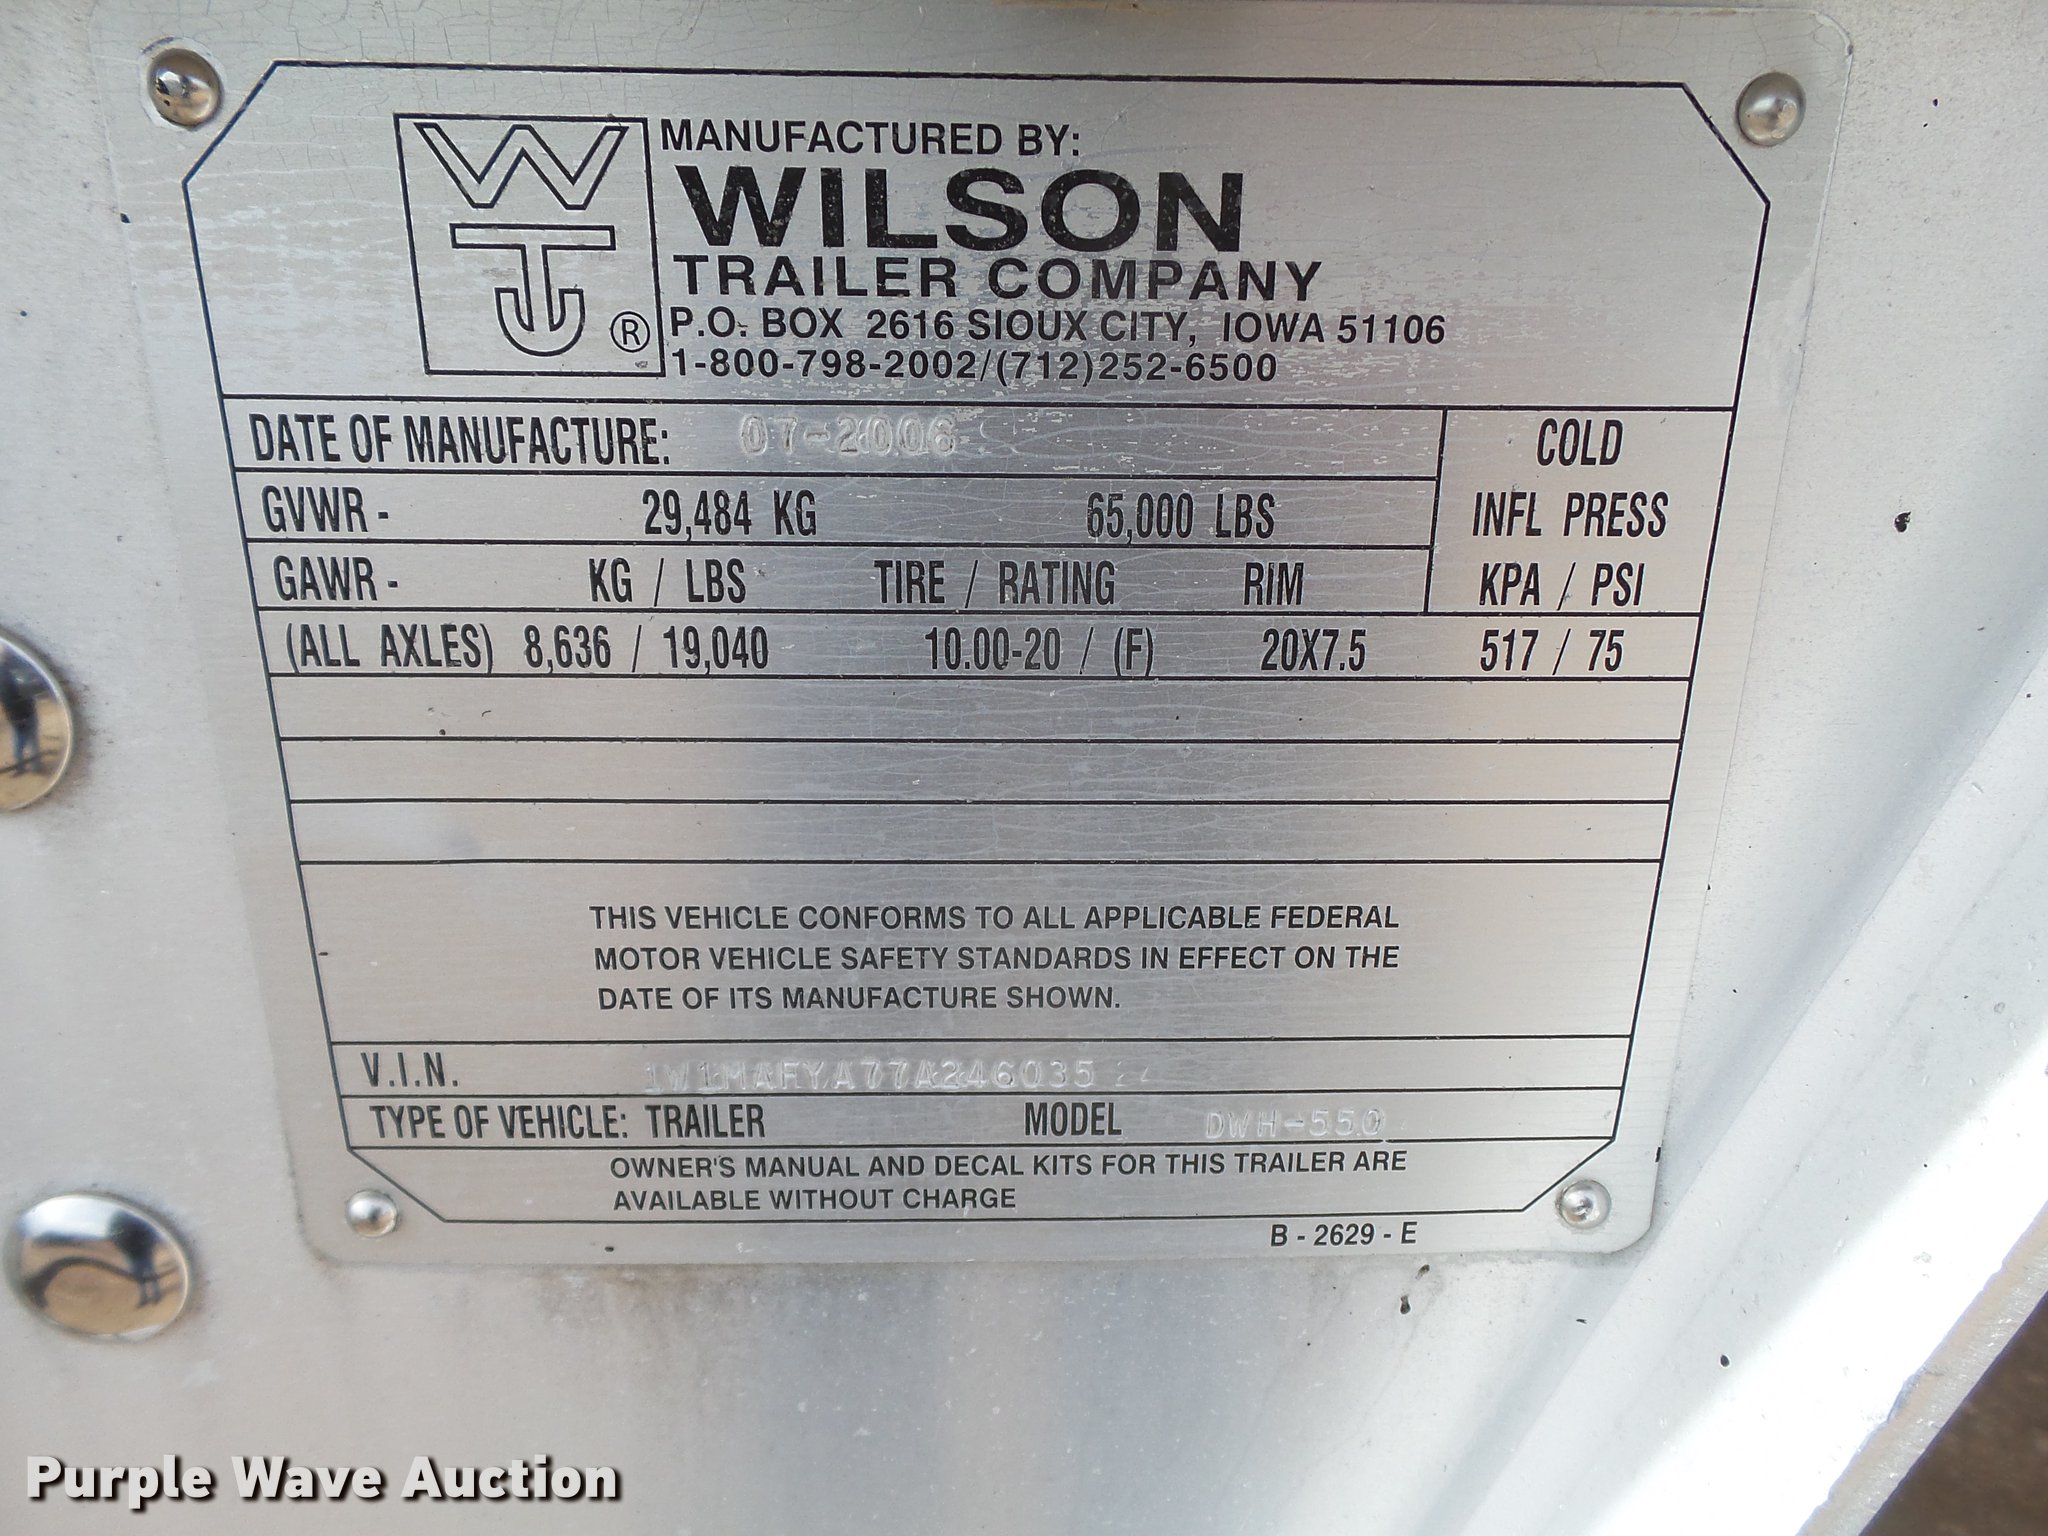 WTJ ®
MANUFACTURED BY:
WILSON
TRAILER COMPANY
P.O. BOX 2616 SIOUX CITY, IOWA 51106
1-800-798-2002/(712)252-6500
DATE OF MANUFACTURE: 07-2006
COLD
GVWR - 29,484 KG 65,000 LBS
INFL PRESS
GAWR - KG / LBS TIRE / RATING RIM KPA / PSI
(ALL AXLES) 8,636 / 19,040 10.00-20 / (F) 20X7.5 517 / 75
THIS VEHICLE CONFORMS TO ALL APPLICABLE FEDERAL
MOTOR VEHICLE SAFETY STANDARDS IN EFFECT ON THE
DATE OF ITS MANUFACTURE SHOWN.
V.I.N. 1W1MAFYA77A246035
TYPE OF VEHICLE: TRAILER MODEL DWH-550
OWNER'S MANUAL AND DECAL KITS FOR THIS TRAILER ARE
AVAILABLE WITHOUT CHARGE
B - 2629 - E
Purple Wave Auction